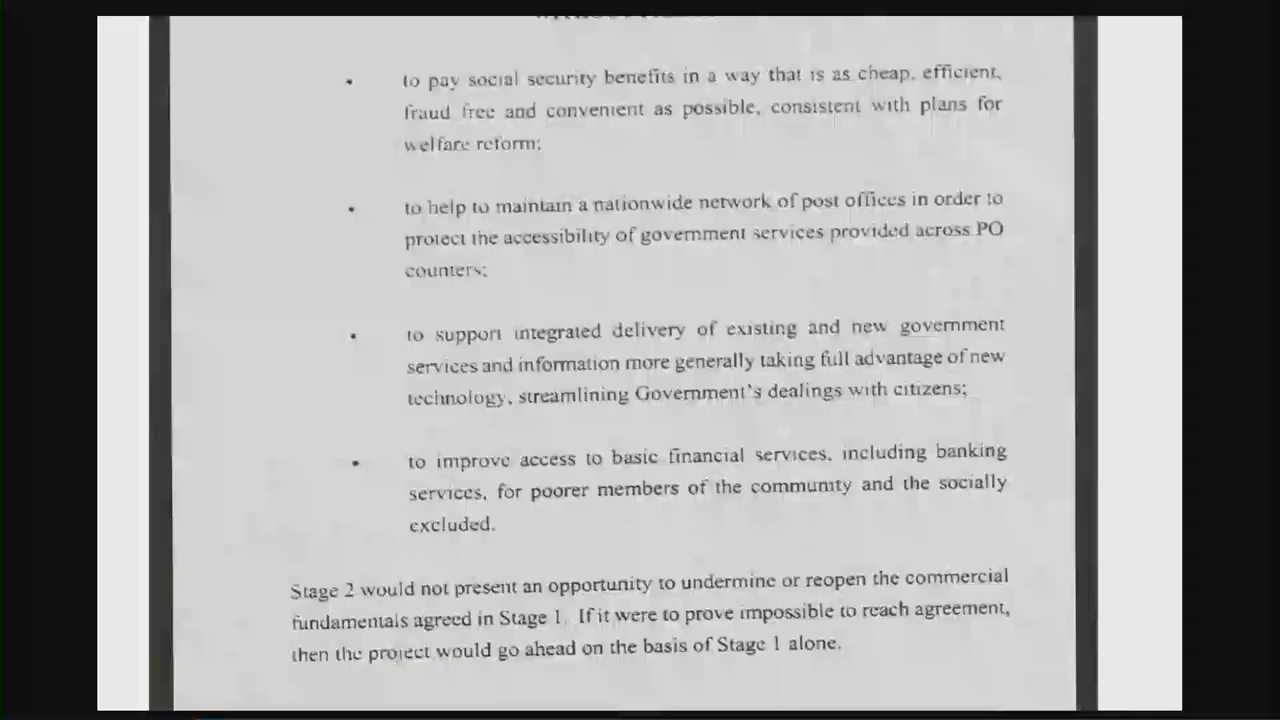 • to pay social security benefits in a way that is as cheap, efficient,
fraud free and convenient as possible, consistent with plans for
welfare reform;
• to help to maintain a nationwide network of post offices in order to
protect the accessibility of government services provided across PO
counters;
• to support integrated delivery of existing and new government
services and information more generally taking full advantage of new
technology, streamlining Government's dealings with citizens;
• to improve access to basic financial services, including banking
services, for poorer members of the community and the socially
excluded.
Stage 2 would not present an opportunity to undermine or reopen the commercial
fundamentals agreed in Stage 1. If it were to prove impossible to reach agreement,
then the project would go ahead on the basis of Stage 1 alone.